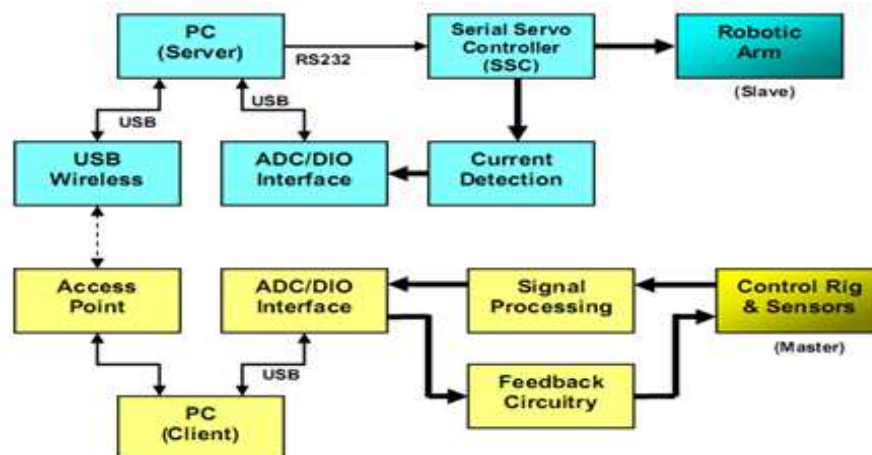 PC
(Server)
RS232
Serial Servo
Controller
(SSC)
Robotic
Arm
(Slave)
USB
USB
USB
Wireless
ADC/DIO
Interface
Current
Detection
Access
Point
ADC/DIO
Interface
Signal
Processing
Control Rig
& Sensors
(Master)
USB
PC
(Client)
Feedback
Circuitry